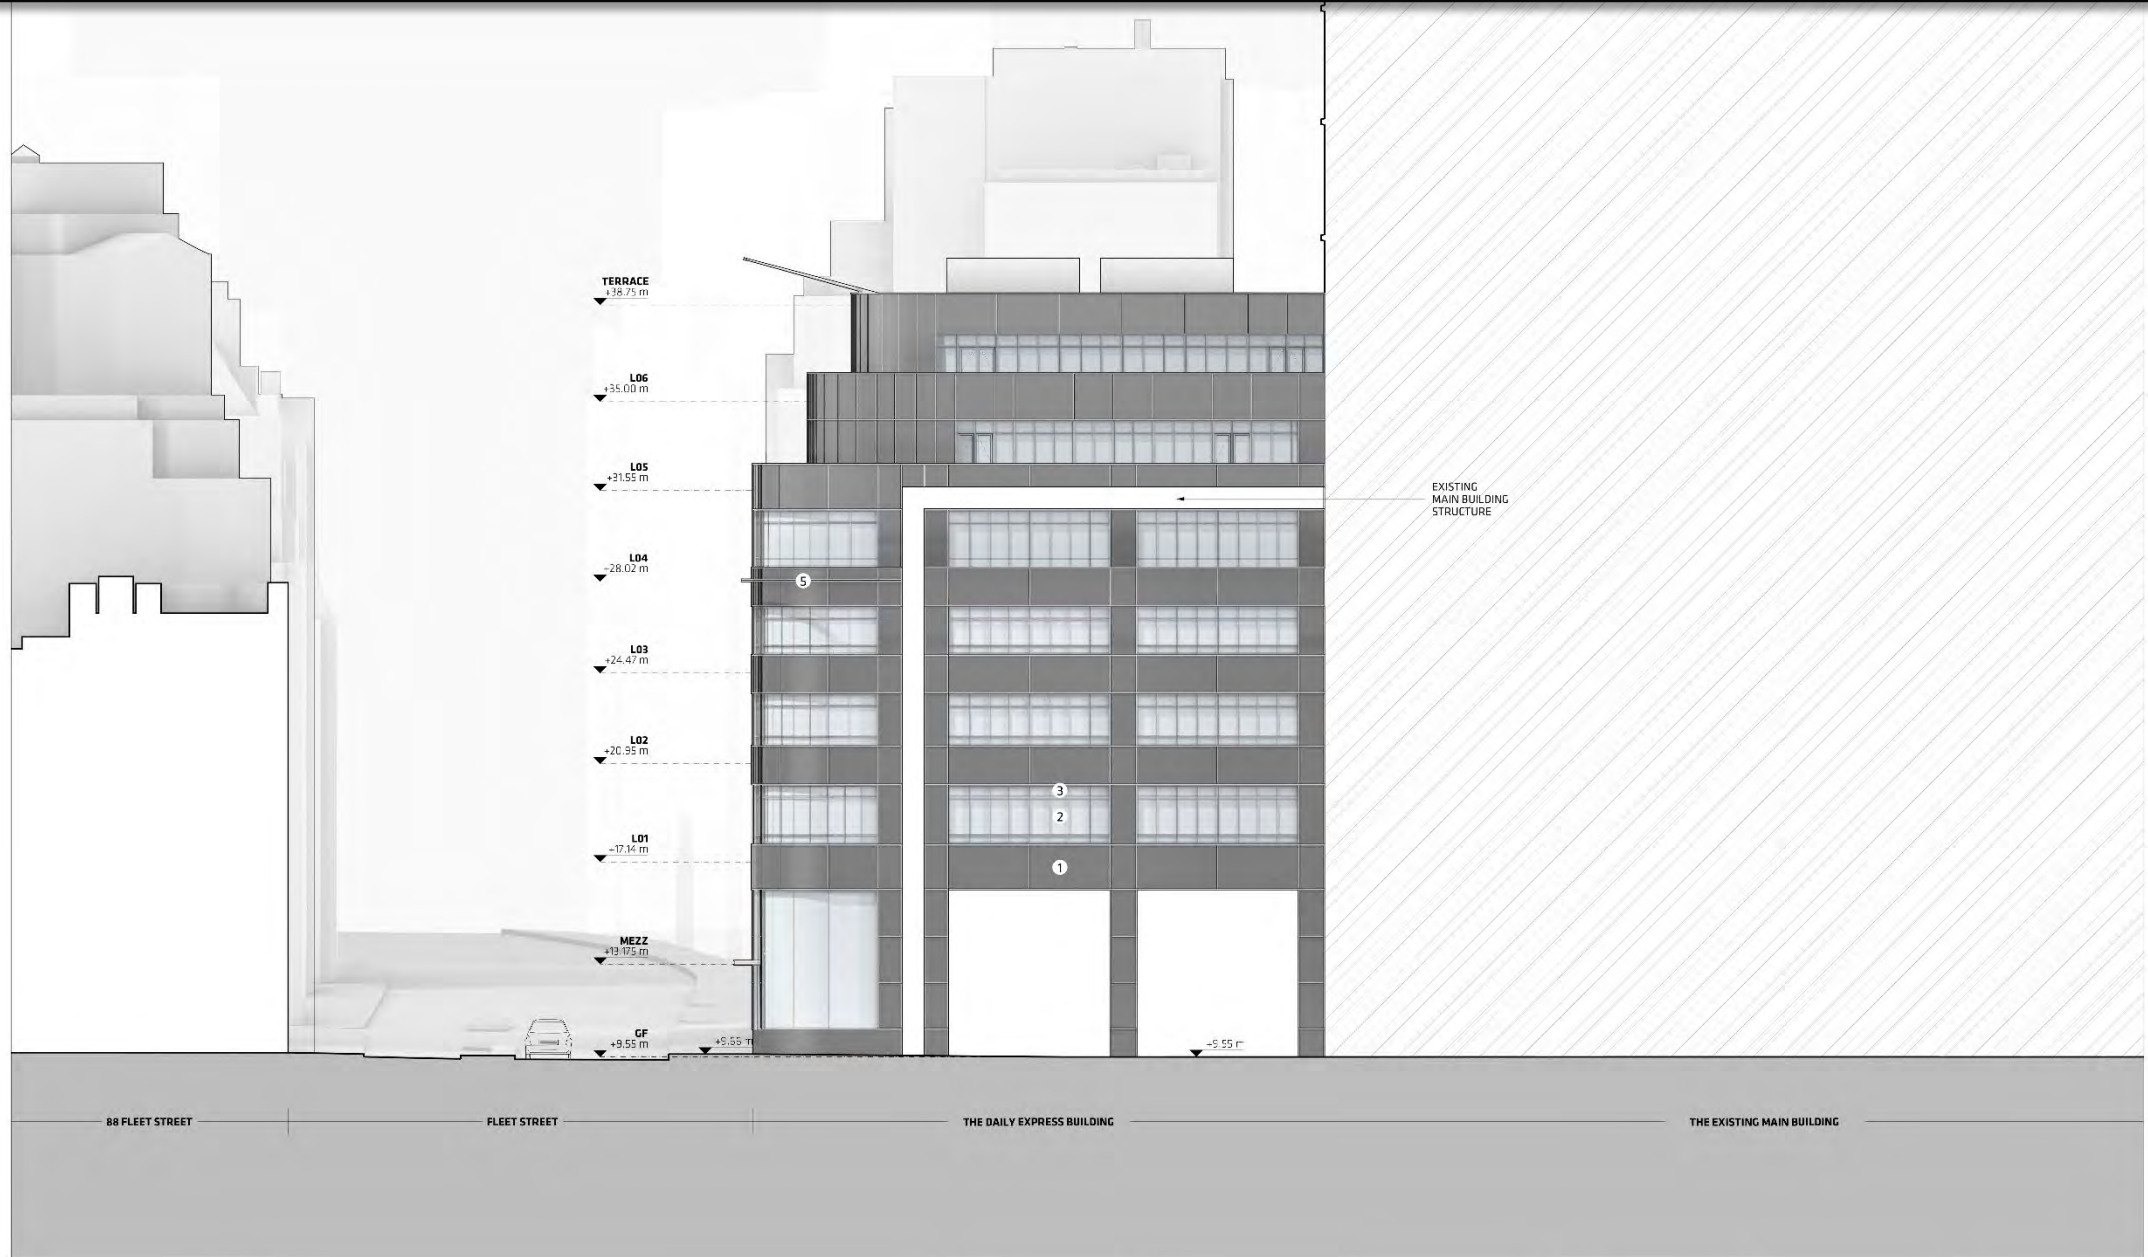 TERRACE
+38.75 m
L06
+35.00 m
L05
+31.55 m
EXISTING
MAIN BUILDING
STRUCTURE
L04
+28.02 m
5
L03
+24.47 m
L02
+20.95 m
3
2
L01
+17.14 m
1
MEZZ
+13.175 m
GF
+9.55 m
+9.55 m
+9.55 m
88 FLEET STREET
FLEET STREET
THE DAILY EXPRESS BUILDING
THE EXISTING MAIN BUILDING